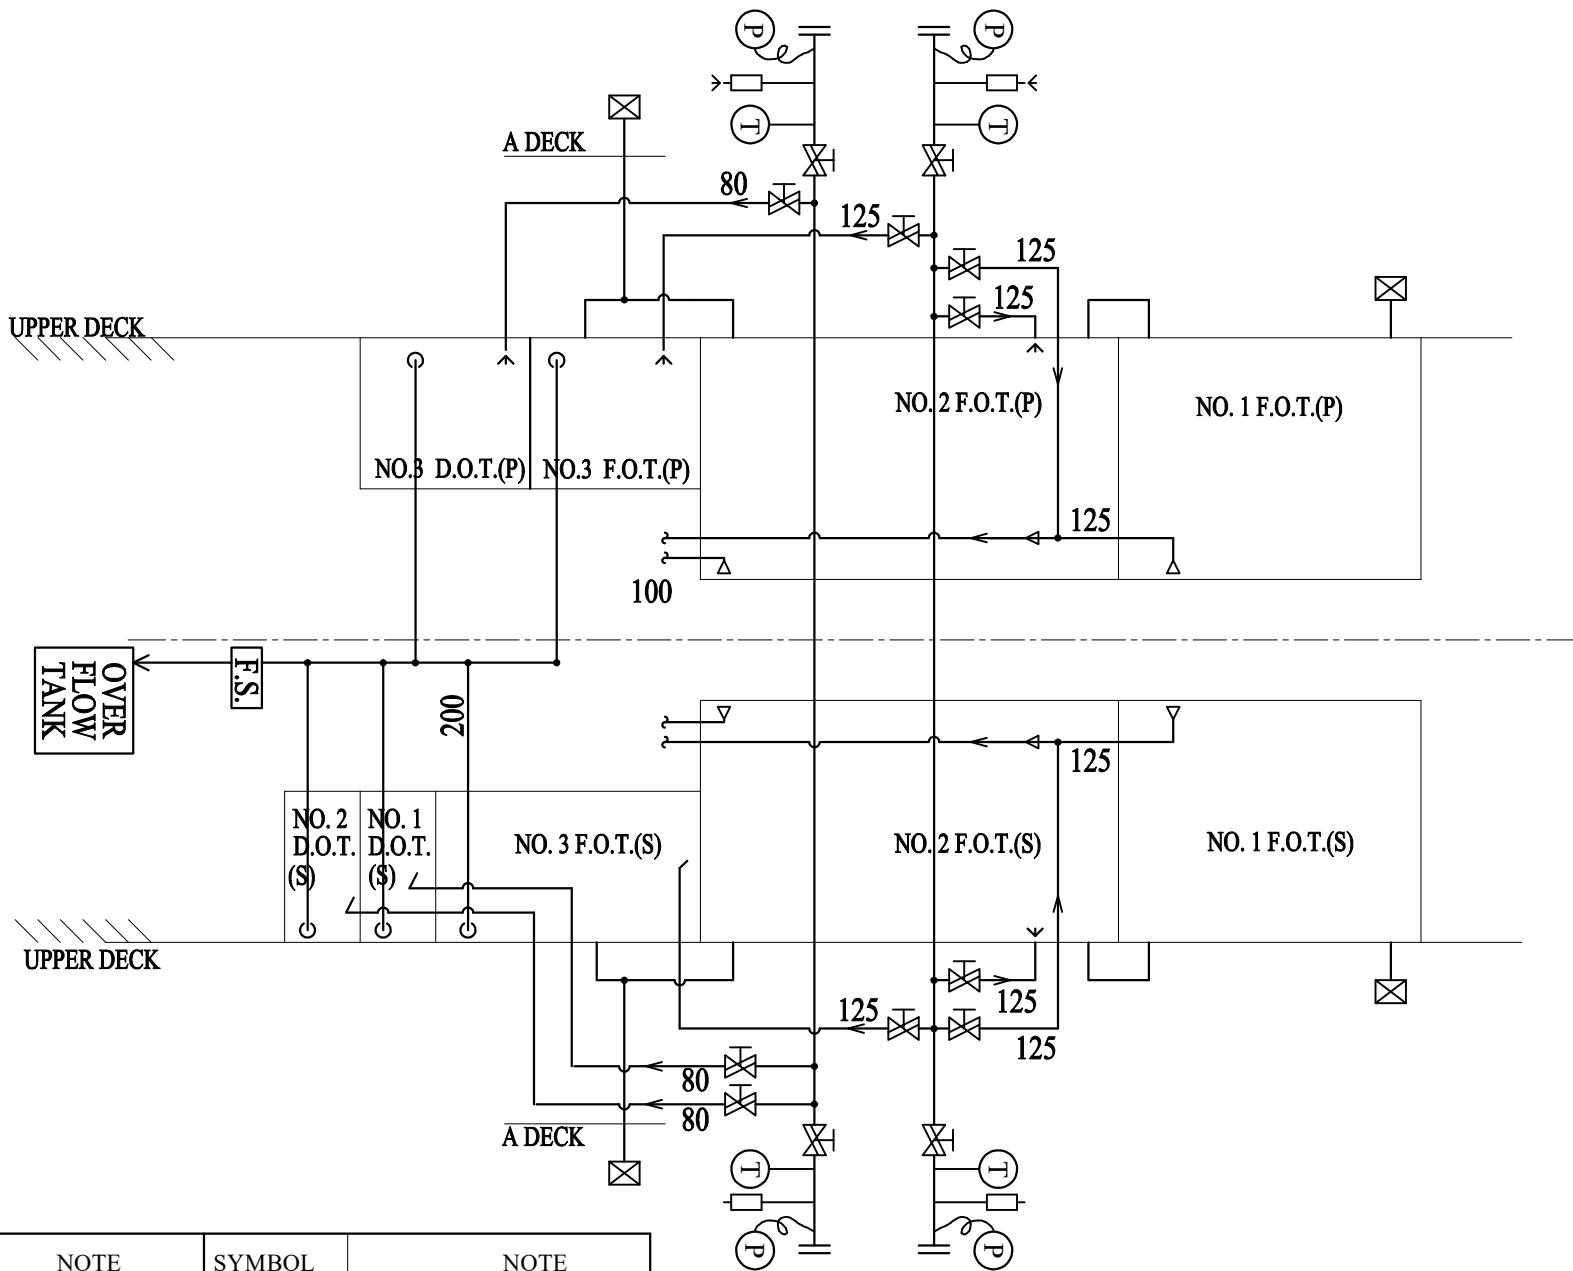 P
P
T
T
A DECK
80
125
125
125
UPPER DECK
NO. 2 F.O.T.(P)
NO. 1 F.O.T.(P)
NO.3 D.O.T.(P)
NO.3 F.O.T.(P)
125
100
OVER
FLOW
TANK
F.S.
200
125
NO. 2
D.O.T.
(S)
NO. 1
D.O.T.
(S)
NO. 3 F.O.T.(S)
NO. 2 F.O.T.(S)
NO. 1 F.O.T.(S)
UPPER DECK
125
125
125
80
80
A DECK
T
T
P
P
NOTE
SYMBOL
NOTE